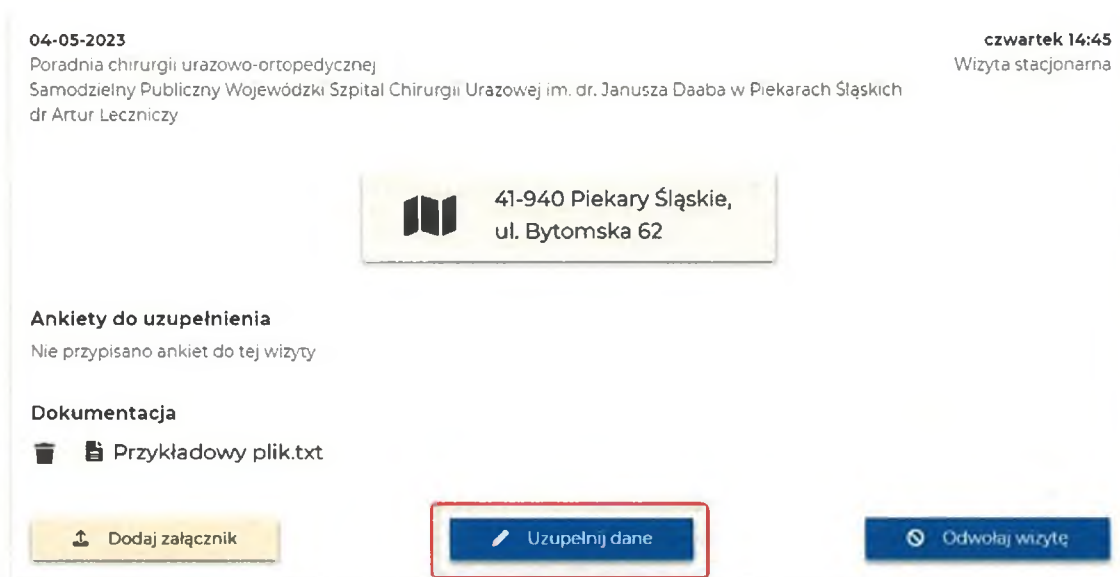 04-05-2023
czwartek 14:45
Poradnia chirurgii urazowo-ortopedycznej
Wizyta stacjonarna
Samodzielny Publiczny Wojewódzki Szpital Chirurgii Urazowej im. dr. Janusza Daaba w Piekarach Śląskich
dr Artur Leczniczy
41-940 Piekary Śląskie,
ul. Bytomska 62
Ankiety do uzupełnienia
Nie przypisano ankiet do tej wizyty
Dokumentacja
Przykładowy plik.txt
Dodaj załącznik
Uzupełnij dane
Odwołaj wizytę